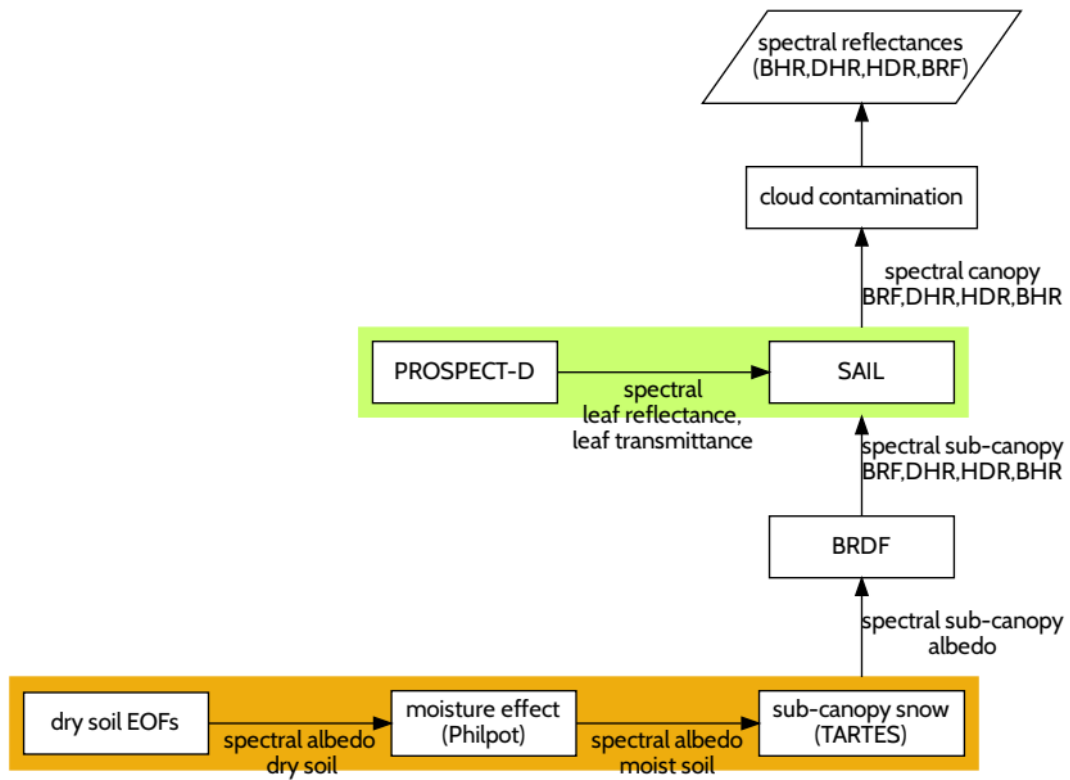 spectral reflectances
(BHR,DHR,HDR,BRF)
cloud contamination
spectral canopy
BRF,DHR,HDR,BHR
PROSPECT-D
SAIL
spectral
leaf reflectance,
leaf transmittance
spectral sub-canopy
BRF,DHR,HDR,BHR
BRDF
spectral sub-canopy
albedo
dry soil EOFs
spectral albedo
dry soil
moisture effect
(Philpot)
spectral albedo
moist soil
sub-canopy snow
(TARTES)